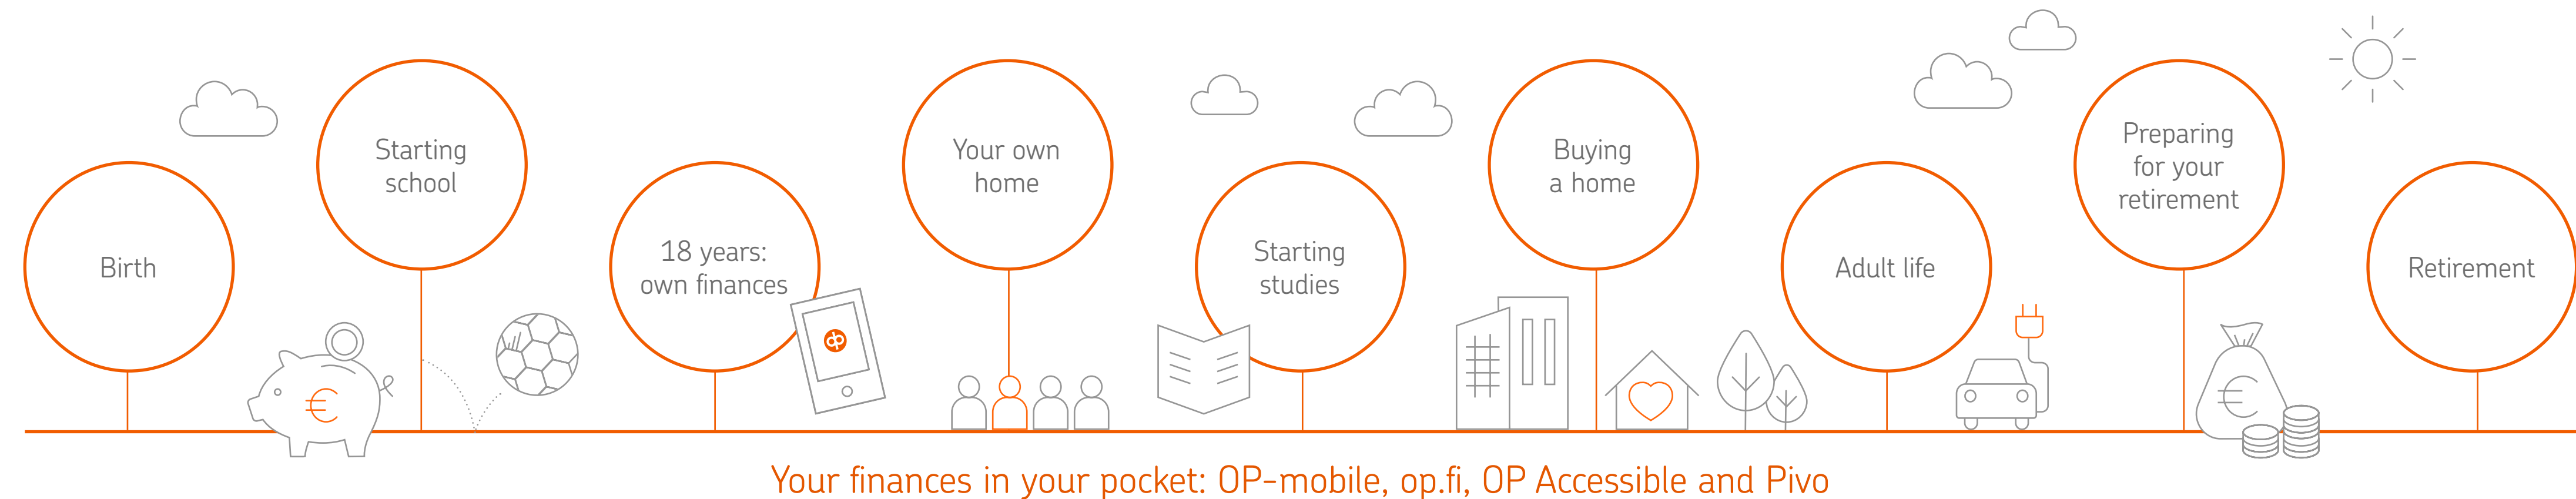 Birth
Starting
school
18 years:
own finances
Your own
home
Starting
studies
Buying
a home
Adult life
Preparing
for your
retirement
Retirement
€
op
€
Your finances in your pocket: OP-mobile, op.fi, OP Accessible and Pivo